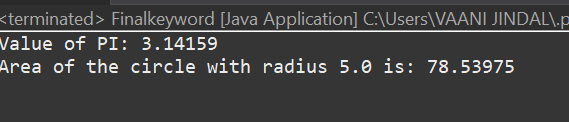 <terminated> Finalkeyword [Java Application] C:\Users\VAANI JINDAL\.p
Value of PI: 3.14159
Area of the circle with radius 5.0 is: 78.53975